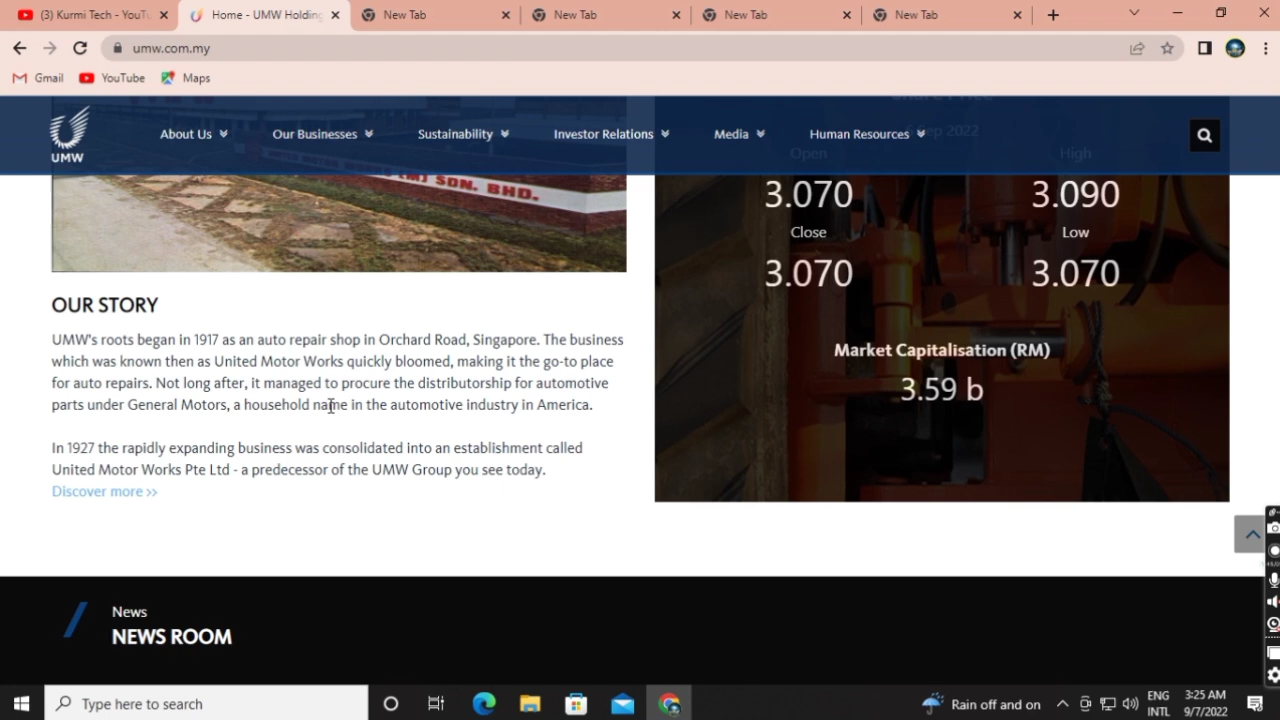 (3) Kurmi Tech - YouTu
Home - UMW Holding
New Tab
New Tab
New Tab
New Tab
umw.com.my
Gmail
YouTube
Maps
UMW
About Us
Our Businesses
Sustainability
Investor Relations
Media
Human Resources
Share Price
Sep 2022
Open
High
3.070
3.090
Close
Low
3.070
3.070
Market Capitalisation (RM)
3.59 b
(M) SDN. BHD.
OUR STORY
UMW's roots began in 1917 as an auto repair shop in Orchard Road, Singapore. The business
which was known then as United Motor Works quickly bloomed, making it the go-to place
for auto repairs. Not long after, it managed to procure the distributorship for automotive
parts under General Motors, a household name in the automotive industry in America.
In 1927 the rapidly expanding business was consolidated into an establishment called
United Motor Works Pte Ltd - a predecessor of the UMW Group you see today.
Discover more >>
News
NEWS ROOM
Type here to search
Rain off and on
ENG
INTL
3:25 AM
9/7/2022